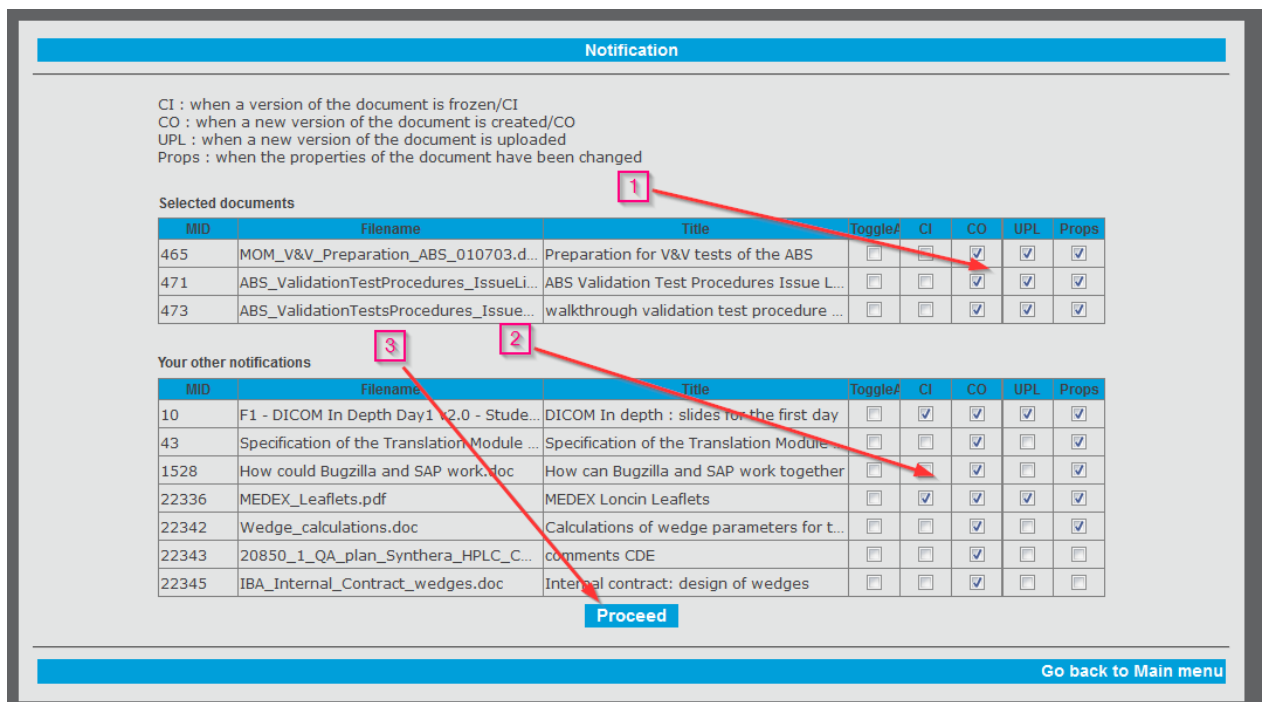 Notification
CI : when a version of the document is frozen/CI
CO : when a new version of the document is created/CO
UPL : when a new version of the document is uploaded
Props : when the properties of the document have been changed
1
Selected documents
MID Filename Title ToggleA CI CO UPL Props
465 MOM_V&V_Preparation_ABS_010703.d... Preparation for V&V tests of the ABS
471 ABS_ValidationTestProcedures_IssueLi... ABS Validation Test Procedures Issue L...
473 ABS_ValidationTestsProcedures_Issue... walkthrough validation test procedure ...
3 2
Your other notifications
MID Filename Title ToggleA CI CO UPL Props
10 F1 - DICOM In Depth Day1 v2.0 - Stude... DICOM In depth : slides for the first day
43 Specification of the Translation Module ... Specification of the Translation Module ...
1528 How could Bugzilla and SAP work.doc How can Bugzilla and SAP work together
22336 MEDEX_Leaflets.pdf MEDEX Loncin Leaflets
22342 Wedge_calculations.doc Calculations of wedge parameters for t...
22343 20850_1_QA_plan_Synthera_HPLC_C... comments CDE
22345 IBA_Internal_Contract_wedges.doc Internal contract: design of wedges
Proceed
Go back to Main menu